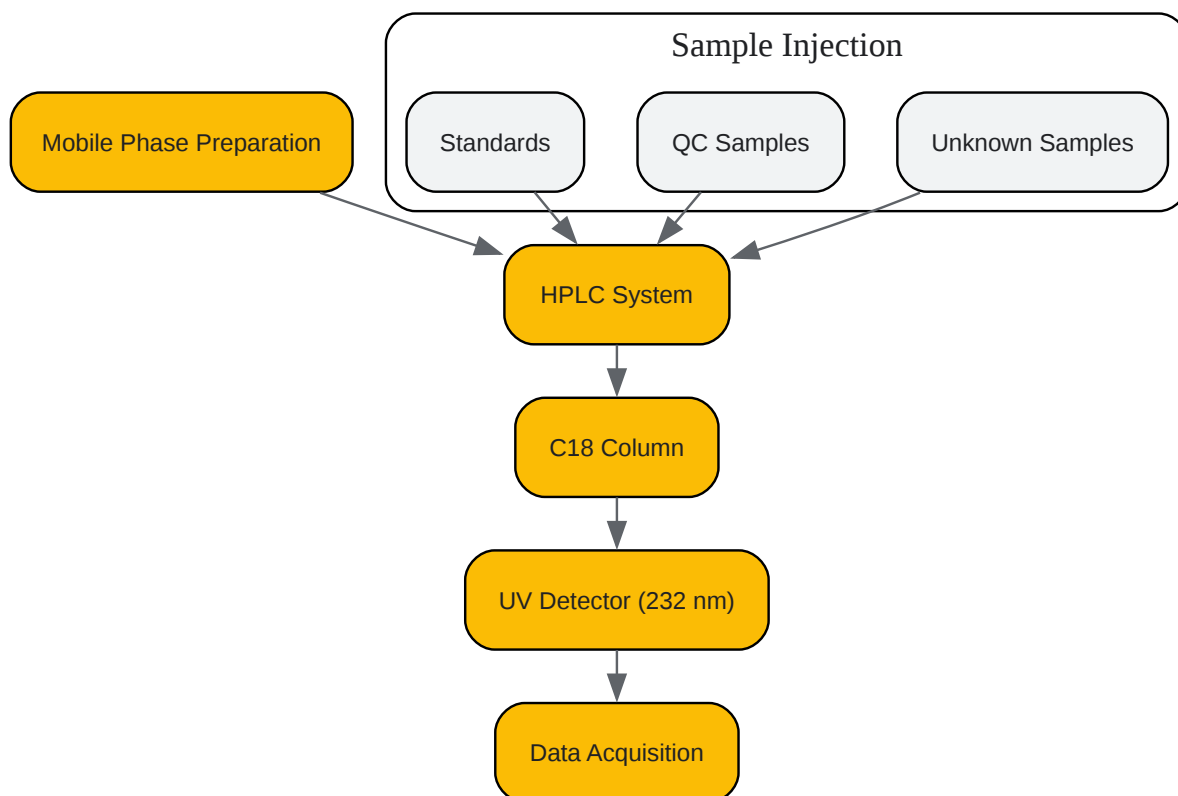 Sample Injection
Mobile Phase Preparation
Standards
QC Samples
Unknown Samples
HPLC System
C18 Column
UV Detector (232 nm)
Data Acquisition